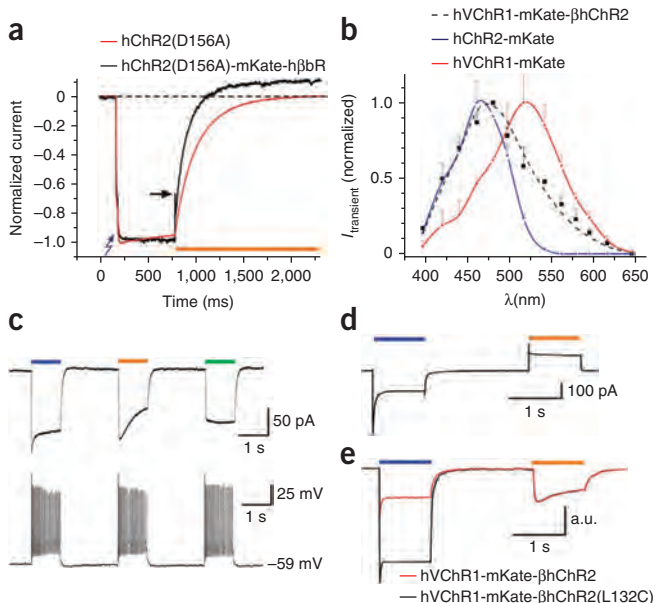 a
hChR2(D156A)
hChR2(D156A)-mKate-hβbR
Normalized current
0
−0.2
−0.4
−0.6
−0.8
−1.0
0 500 1,000 1,500 2,000
Time (ms)
b
hVChR1-mKate-βhChR2
hChR2-mKate
hVChR1-mKate
Itransient (normalized)
1.0
0.5
0
400 450 500 550 600 650
λ(nm)
c
50 pA
1 s
25 mV
1 s
−59 mV
d
100 pA
1 s
e
a.u.
1 s
hVChR1-mKate-βhChR2
hVChR1-mKate-βhChR2(L132C)